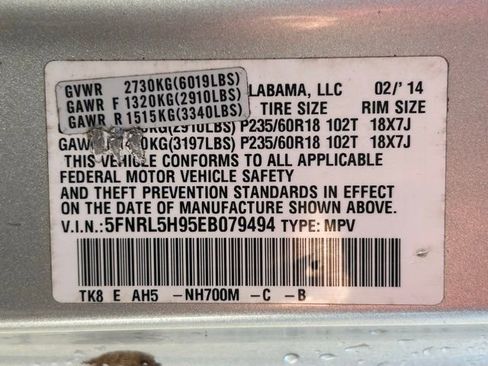 GVWR 2730KG(6019LBS)
GAWR F 1320KG(2910LBS)
GAWR R 1515KG(3340LBS)
LABAMA, LLC 02/'14
TIRE SIZE RIM SIZE
KG(2910LBS) P235/60R18 102T 18X7J
GAW 0KG(3197LBS) P235/60R18 102T 18X7J
THIS VEHICLE CONFORMS TO ALL APPLICABLE
FEDERAL MOTOR VEHICLE SAFETY
AND THEFT PREVENTION STANDARDS IN EFFECT
ON THE DATE OF MANUFACTURE SHOWN ABOVE.
V.I.N.:5FNRL5H95EB079494 TYPE: MPV
TK8 E AH5 -NH700M -C -B